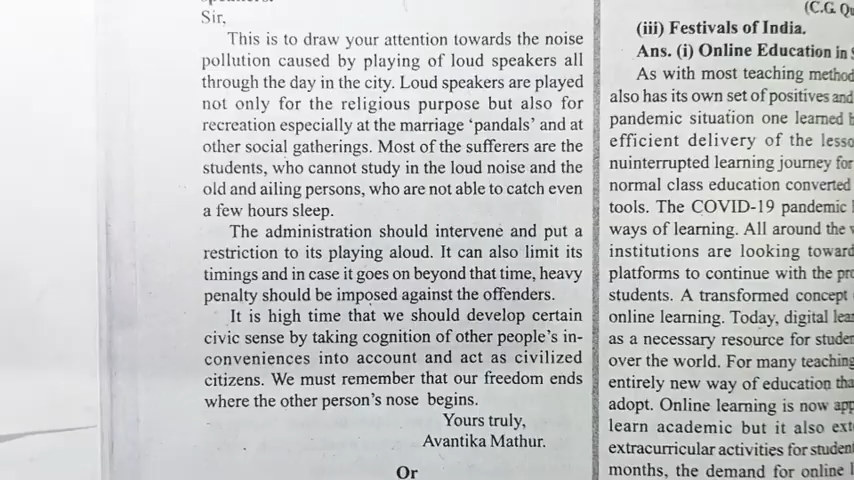 Sir,
This is to draw your attention towards the noise
pollution caused by playing of loud speakers all
through the day in the city. Loud speakers are played
not only for the religious purpose but also for
recreation especially at the marriage 'pandals' and at
other social gatherings. Most of the sufferers are the
students, who cannot study in the loud noise and the
old and ailing persons, who are not able to catch even
a few hours sleep.
The administration should intervene and put a
restriction to its playing aloud. It can also limit its
timings and in case it goes on beyond that time, heavy
penalty should be imposed against the offenders.
It is high time that we should develop certain
civic sense by taking cognition of other people's in-
conveniences into account and act as civilized
citizens. We must remember that our freedom ends
where the other person's nose begins.
Yours truly,
Avantika Mathur.
Or
(C.G.
(iii) Festivals of India.
Ans. (i) Online Education in
As with most teaching
also has its own set of positives and
pandemic situation one learned
efficient delivery of the
nuinterrupted learning journey for
normal class education converted
tools. The COVID-19 pandemic
ways of learning. All around the
institutions are looking
platforms to continue with the
students. A transformed concept
online learning. Today, digital
as a necessary resource for
over the world. For many teaching
entirely new way of education
adopt. Online learning is now
learn academic but it also
extracurricular activities for
months, the demand for online